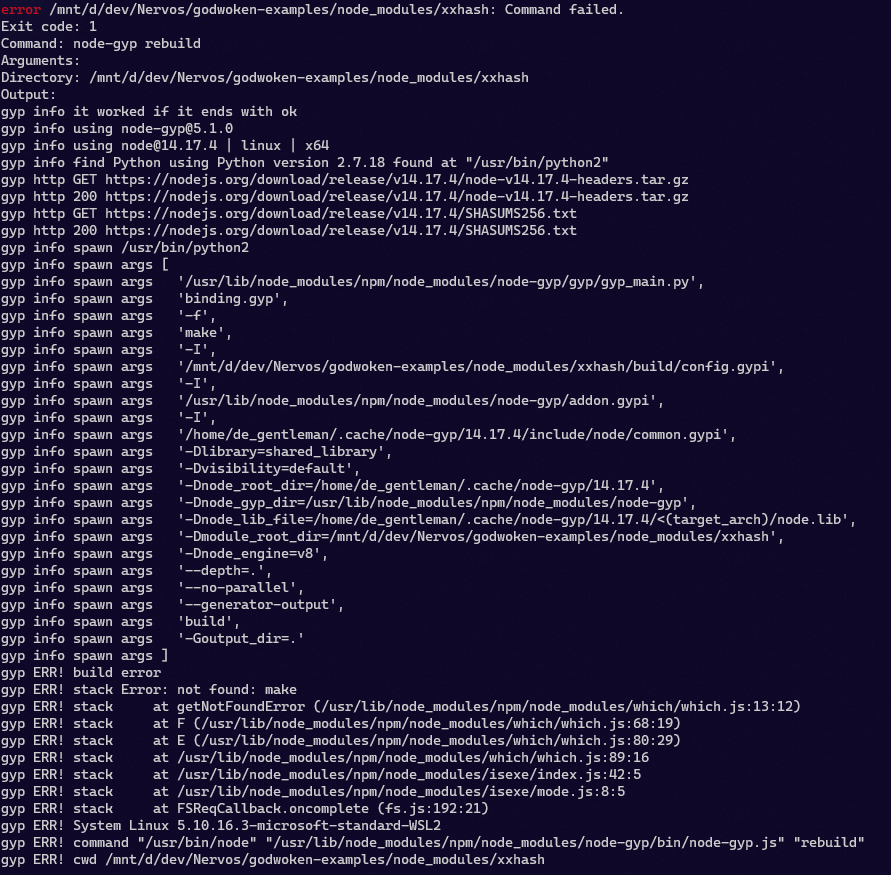 error /mnt/d/dev/Nervos/godwoken-examples/node_modules/xxhash: Command failed.
Exit code: 1
Command: node-gyp rebuild
Arguments:
Directory: /mnt/d/dev/Nervos/godwoken-examples/node_modules/xxhash
Output:
gyp info it worked if it ends with ok
gyp info using node-gyp@5.1.0
gyp info using node@14.17.4 | linux | x64
gyp info find Python using Python version 2.7.18 found at "/usr/bin/python2"
gyp http GET https://nodejs.org/download/release/v14.17.4/node-v14.17.4-headers.tar.gz
gyp http 200 https://nodejs.org/download/release/v14.17.4/node-v14.17.4-headers.tar.gz
gyp http GET https://nodejs.org/download/release/v14.17.4/SHASUMS256.txt
gyp http 200 https://nodejs.org/download/release/v14.17.4/SHASUMS256.txt
gyp info spawn /usr/bin/python2
gyp info spawn args [
gyp info spawn args   '/usr/lib/node_modules/npm/node_modules/node-gyp/gyp/gyp_main.py',
gyp info spawn args   'binding.gyp',
gyp info spawn args   '-f',
gyp info spawn args   'make',
gyp info spawn args   '-I',
gyp info spawn args   '/mnt/d/dev/Nervos/godwoken-examples/node_modules/xxhash/build/config.gypi',
gyp info spawn args   '-I',
gyp info spawn args   '/usr/lib/node_modules/npm/node_modules/node-gyp/addon.gypi',
gyp info spawn args   '-I',
gyp info spawn args   '/home/de_gentleman/.cache/node-gyp/14.17.4/include/node/common.gypi',
gyp info spawn args   '-Dlibrary=shared_library',
gyp info spawn args   '-Dvisibility=default',
gyp info spawn args   '-Dnode_root_dir=/home/de_gentleman/.cache/node-gyp/14.17.4',
gyp info spawn args   '-Dnode_gyp_dir=/usr/lib/node_modules/npm/node_modules/node-gyp',
gyp info spawn args   '-Dnode_lib_file=/home/de_gentleman/.cache/node-gyp/14.17.4/<(target_arch)/node.lib',
gyp info spawn args   '-Dmodule_root_dir=/mnt/d/dev/Nervos/godwoken-examples/node_modules/xxhash',
gyp info spawn args   '-Dnode_engine=v8',
gyp info spawn args   '--depth=.',
gyp info spawn args   '--no-parallel',
gyp info spawn args   '--generator-output',
gyp info spawn args   'build',
gyp info spawn args   '-Goutput_dir=.'
gyp info spawn args ]
gyp ERR! build error
gyp ERR! stack Error: not found: make
gyp ERR! stack     at getNotFoundError (/usr/lib/node_modules/npm/node_modules/which/which.js:13:12)
gyp ERR! stack     at F (/usr/lib/node_modules/npm/node_modules/which/which.js:68:19)
gyp ERR! stack     at E (/usr/lib/node_modules/npm/node_modules/which/which.js:80:29)
gyp ERR! stack     at /usr/lib/node_modules/npm/node_modules/which/which.js:89:16
gyp ERR! stack     at /usr/lib/node_modules/npm/node_modules/isexe/index.js:42:5
gyp ERR! stack     at /usr/lib/node_modules/npm/node_modules/isexe/mode.js:8:5
gyp ERR! stack     at FSReqCallback.oncomplete (fs.js:192:21)
gyp ERR! System Linux 5.10.16.3-microsoft-standard-WSL2
gyp ERR! command "/usr/bin/node" "/usr/lib/node_modules/npm/node_modules/node-gyp/bin/node-gyp.js" "rebuild"
gyp ERR! cwd /mnt/d/dev/Nervos/godwoken-examples/node_modules/xxhash